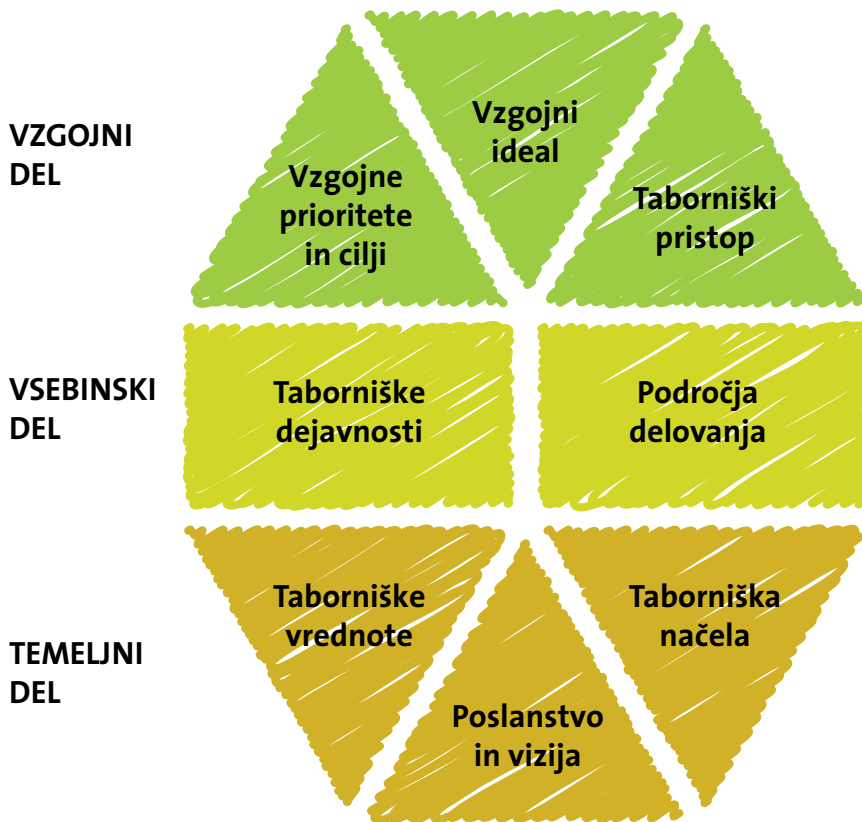 VZGOJNI
DEL
Vzgojne
prioritete
in cilji
Vzgojni
ideal
Taborniški
pristop
VSEBINSKI
DEL
Taborniške
dejavnosti
Področja
delovanja
TEMELJNI
DEL
Taborniške
vrednote
Poslanstvo
in vizija
Taborniška
načela